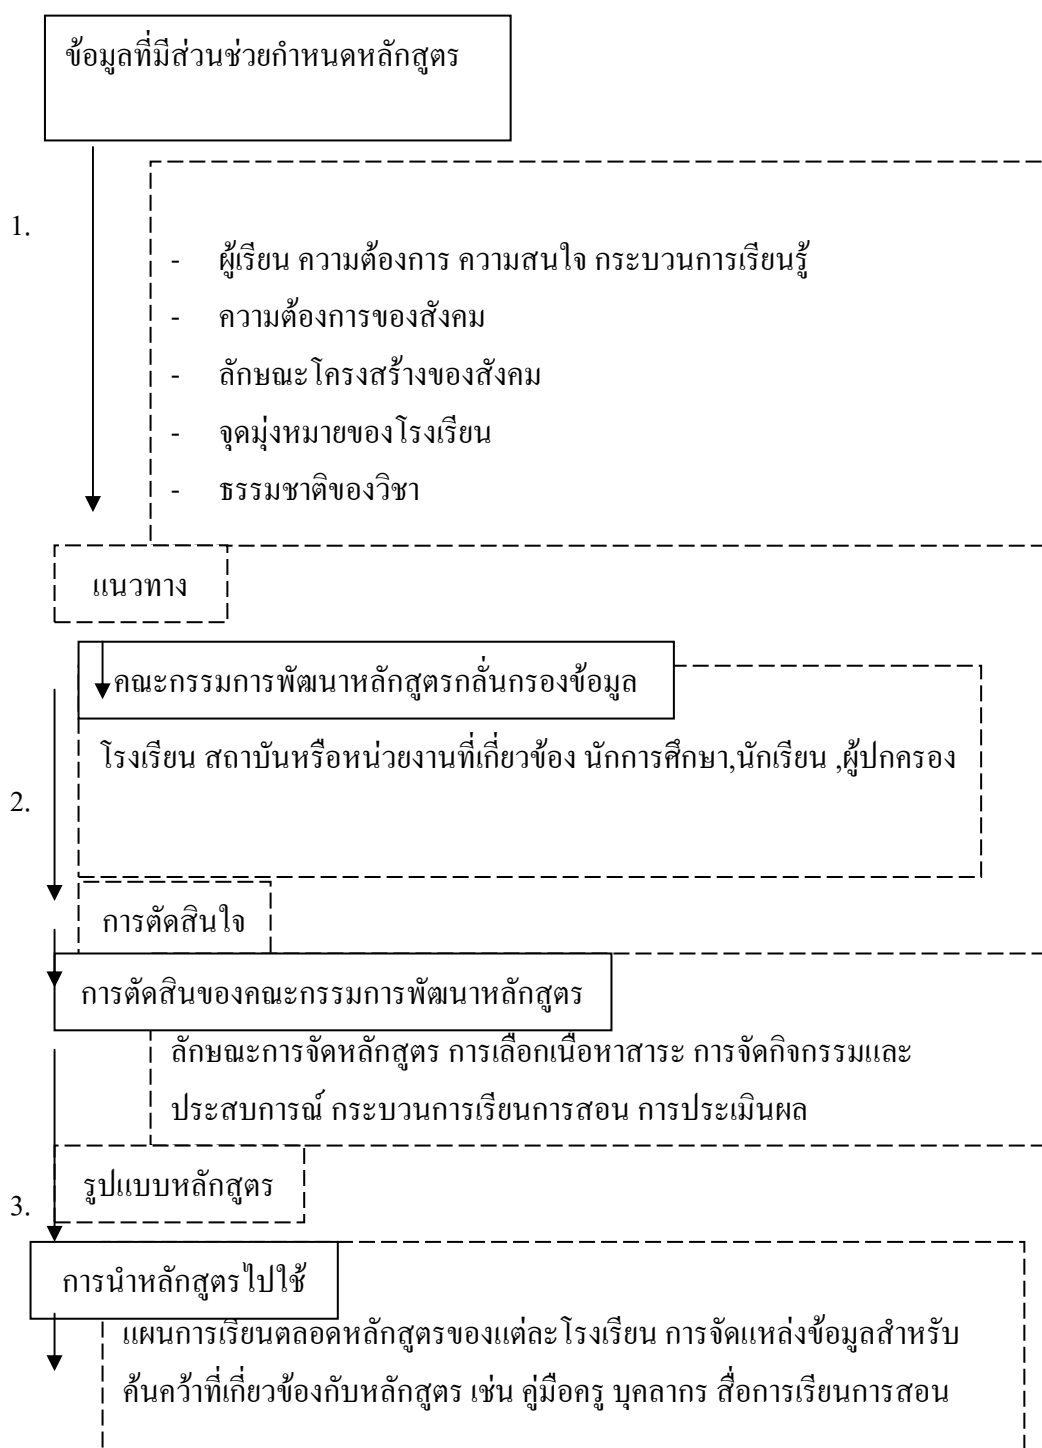 ข้อมูลที่มีส่วนช่วยกำหนดหลักสูตร
1.
- ผู้เรียน ความต้องการ ความสนใจ กระบวนการเรียนรู้
- ความต้องการของสังคม
- ลักษณะโครงสร้างของสังคม
- จุดมุ่งหมายของโรงเรียน
- ธรรมชาติของวิชา
แนวทาง
คณะกรรมการพัฒนาหลักสูตรกลั่นกรองข้อมูล
โรงเรียน สถาบันหรือหน่วยงานที่เกี่ยวข้อง นักการศึกษา,นักเรียน ,ผู้ปกครอง
2.
การตัดสินใจ
การตัดสินของคณะกรรมการพัฒนาหลักสูตร
ลักษณะการจัดหลักสูตร การเลือกเนื้อหาสาระ การจัดกิจกรรมและ
ประสบการณ์ กระบวนการเรียนการสอน การประเมินผล
รูปแบบหลักสูตร
3.
การนำหลักสูตรไปใช้
แผนการเรียนตลอดหลักสูตรของแต่ละโรงเรียน การจัดแหล่งข้อมูลสำหรับ
ค้นคว้าที่เกี่ยวข้องกับหลักสูตร เช่น คู่มือครู บุคลากร สื่อการเรียนการสอน